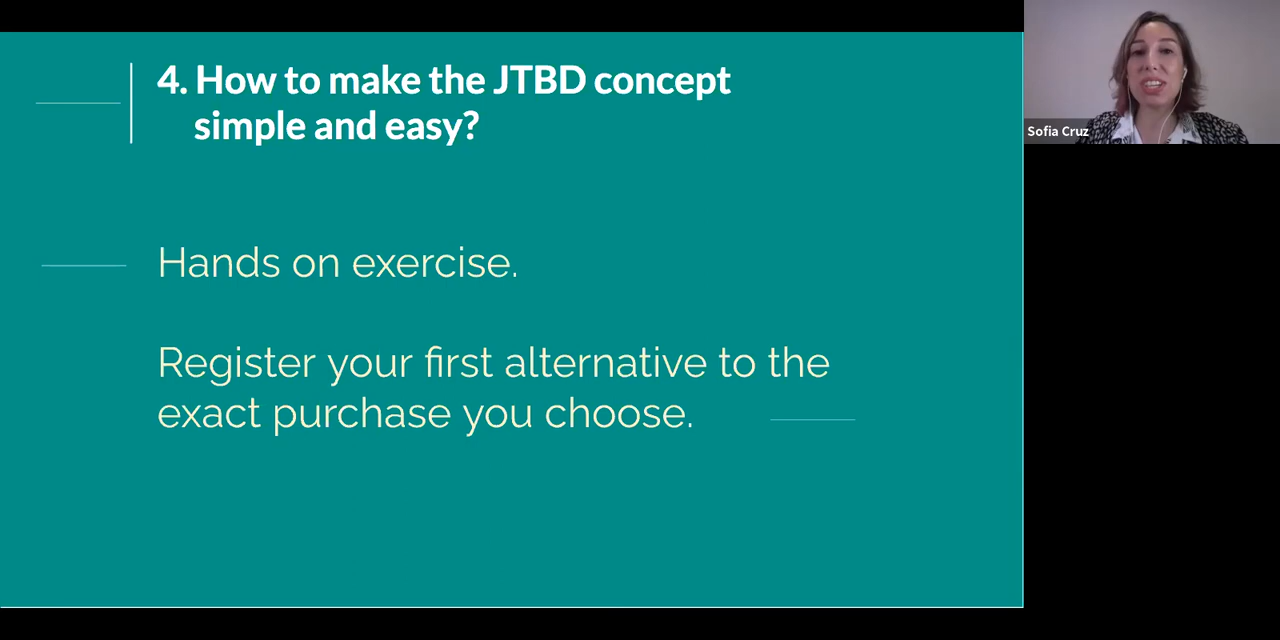 4. How to make the JTBD concept
simple and easy?
Hands on exercise.
Register your first alternative to the
exact purchase you choose.
Sofia Cruz